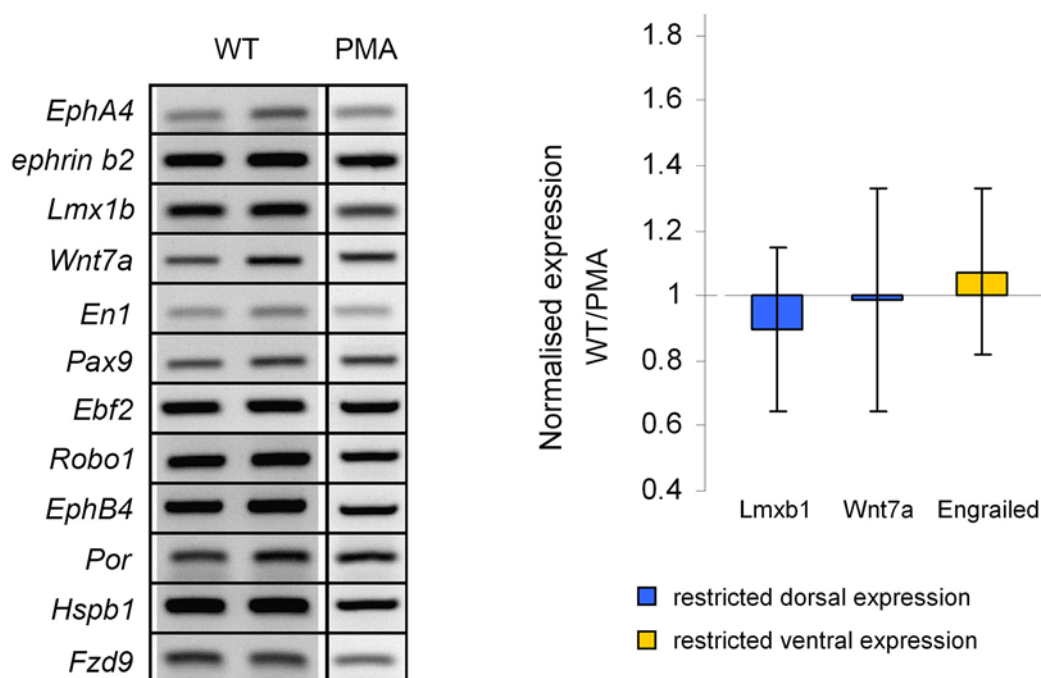 WT PMA
EphA4
ephrin b2
Lmx1b
Wnt7a
En1
Pax9
Ebf2
Robo1
EphB4
Por
Hspb1
Fzd9
Normalised expression
WT/PMA
1.8
1.6
1.4
1.2
1
0.8
0.6
0.4
Lmxb1 Wnt7a Engrailed
restricted dorsal expression
restricted ventral expression